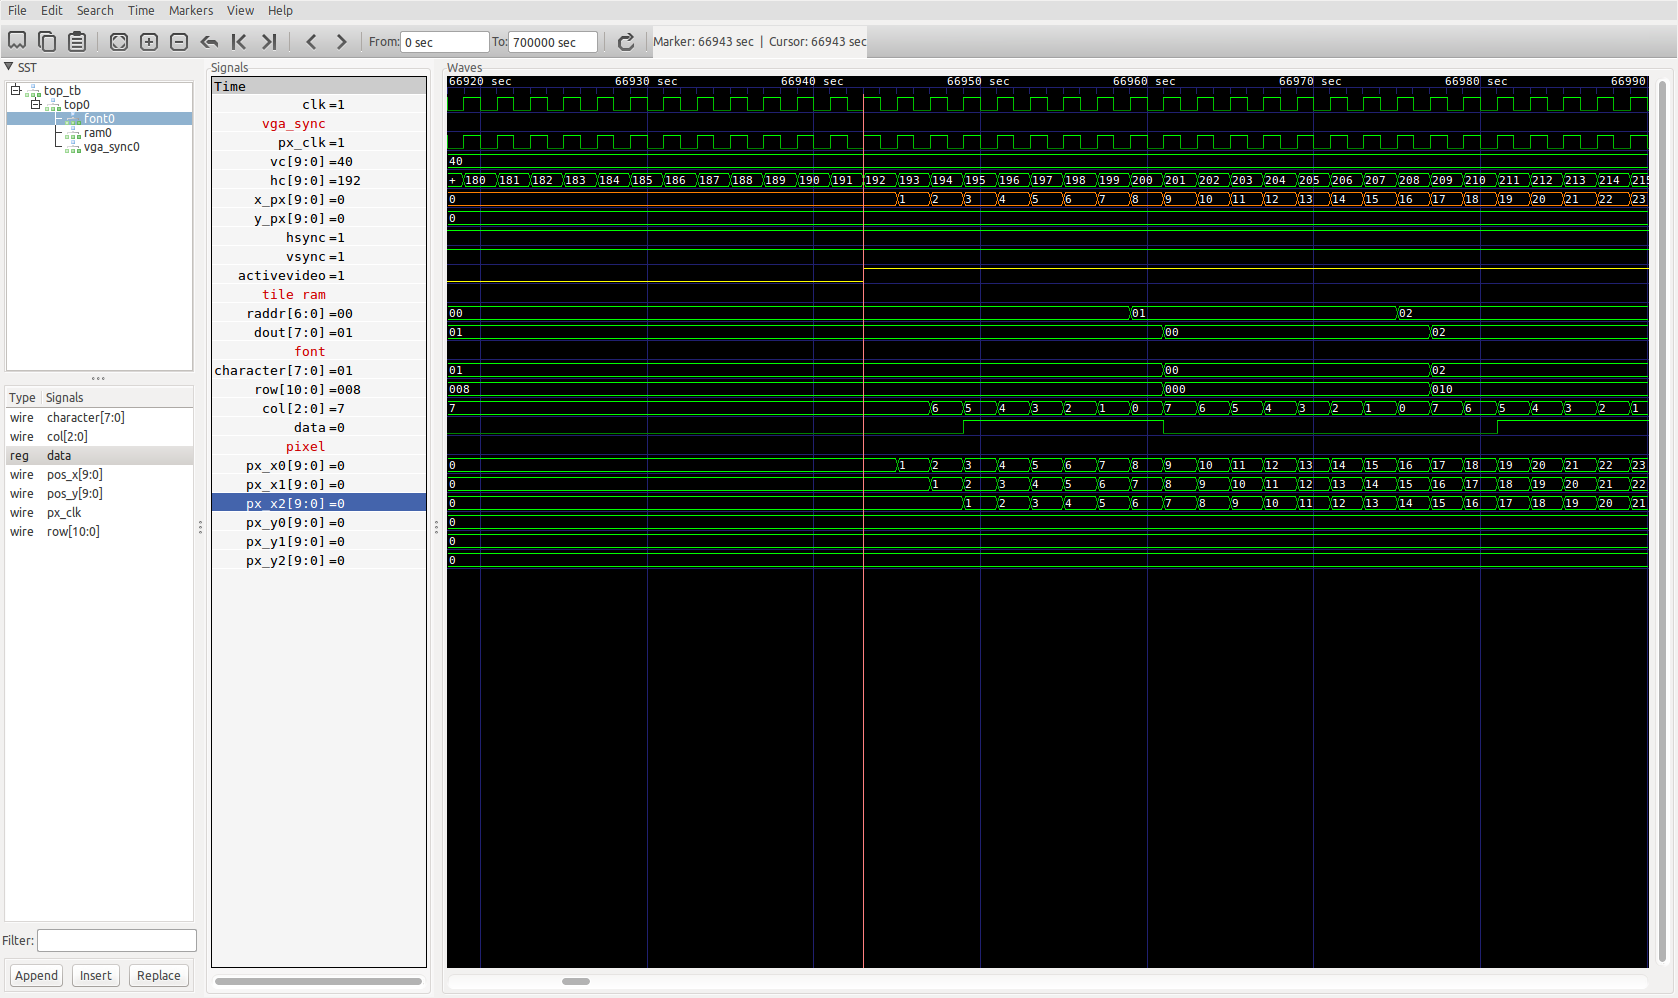 File Edit Search Time Markers View Help
From: 0 sec To: 700000 sec Marker: 66943 sec | Cursor: 66943 sec
SST
top_tb
top0
font0
ram0
vga_sync0
Type Signals
wire character[7:0]
wire col[2:0]
reg data
wire pos_x[9:0]
wire pos_y[9:0]
wire px_clk
wire row[10:0]
Filter:
Append Insert Replace
Signals
Time
clk=1
vga_sync
px_clk=1
vc[9:0]=40
hc[9:0]=192
x_px[9:0]=0
y_px[9:0]=0
hsync=1
vsync=1
activevideo=1
tile ram
raddr[6:0]=00
dout[7:0]=01
font
character[7:0]=01
row[10:0]=008
col[2:0]=7
data=0
pixel
px_x0[9:0]=0
px_x1[9:0]=0
px_x2[9:0]=0
px_y0[9:0]=0
px_y1[9:0]=0
px_y2[9:0]=0
Waves
66920 sec 66930 sec 66940 sec 66950 sec 66960 sec 66970 sec 66980 sec 66990
40
+ 180 181 182 183 184 185 186 187 188 189 190 191 192 193 194 195 196 197 198 199 200 201 202 203 204 205 206 207 208 209 210 211 212 213 214 215
0 1 2 3 4 5 6 7 8 9 10 11 12 13 14 15 16 17 18 19 20 21 22 23
0
00 01 02
01 00 02
01 00 02
008 000 010
7 6 5 4 3 2 1 0 7 6 5 4 3 2 1 0 7 6 5 4 3 2 1
0 1 2 3 4 5 6 7 8 9 10 11 12 13 14 15 16 17 18 19 20 21 22 23
0 1 2 3 4 5 6 7 8 9 10 11 12 13 14 15 16 17 18 19 20 21 22
0 1 2 3 4 5 6 7 8 9 10 11 12 13 14 15 16 17 18 19 20 21
0
0
0